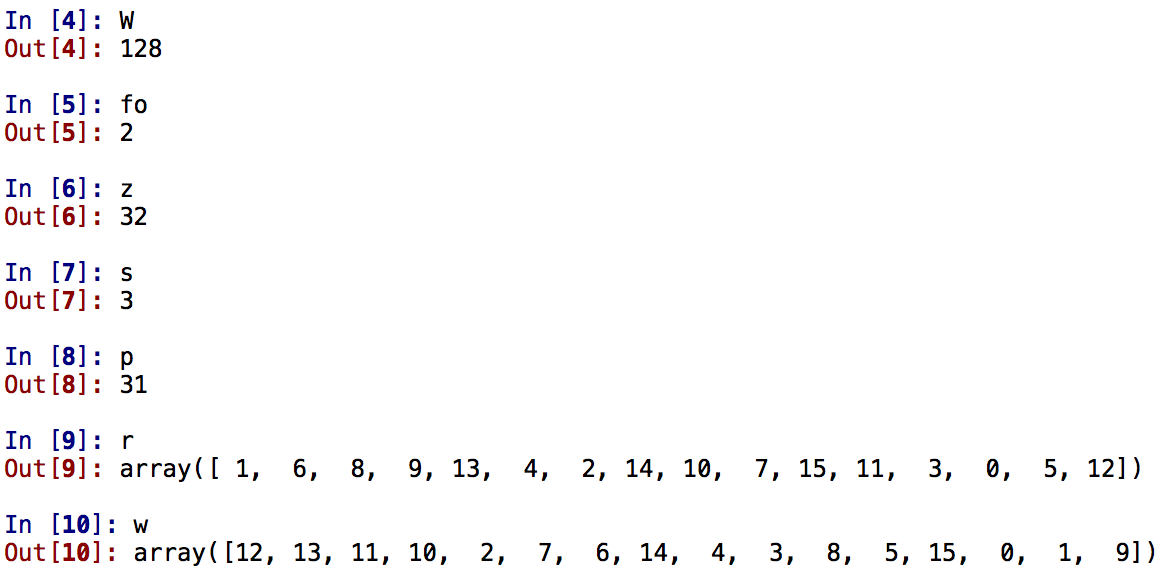 In [4]: W
Out[4]: 128
In [5]: fo
Out[5]: 2
In [6]: z
Out[6]: 32
In [7]: s
Out[7]: 3
In [8]: p
Out[8]: 31
In [9]: r
Out[9]: array([ 1,  6,  8,  9, 13,  4,  2, 14, 10,  7, 15, 11,  3,  0,  5, 12])
In [10]: w
Out[10]: array([12, 13, 11, 10,  2,  7,  6, 14,  4,  3,  8,  5, 15,  0,  1,  9])